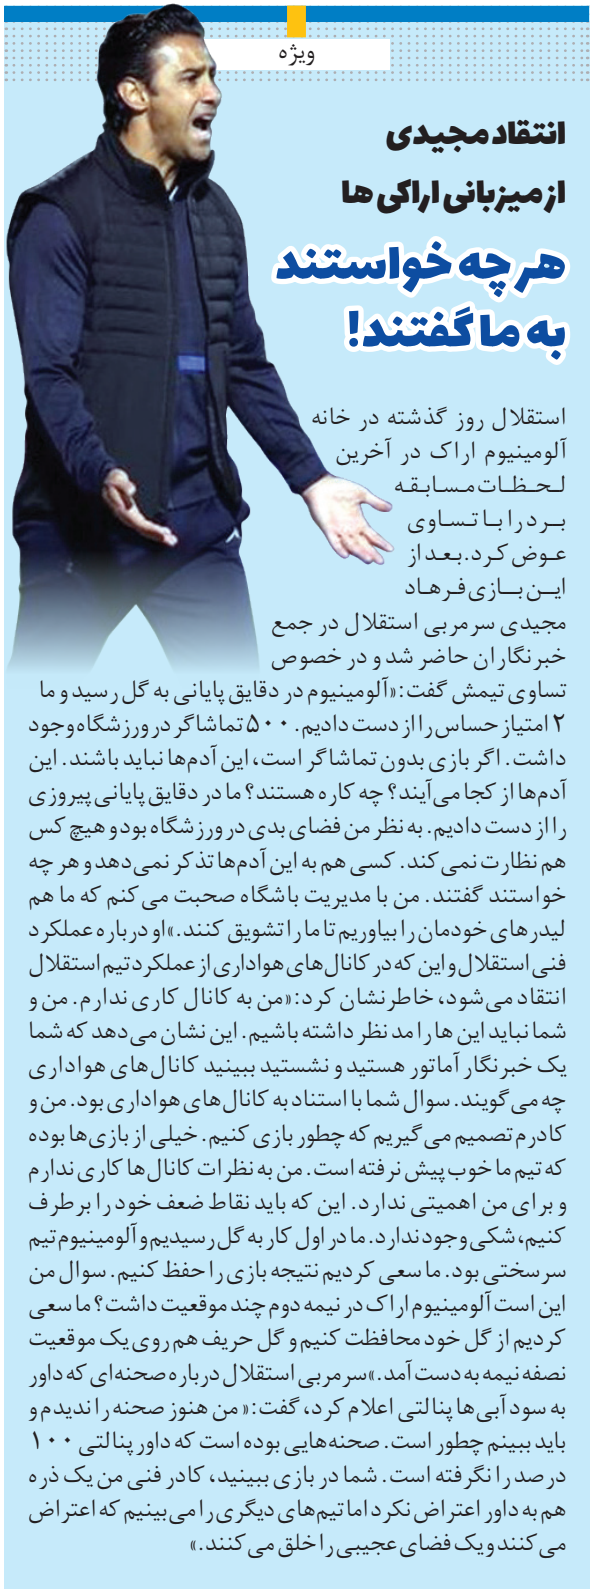 ویژه
انتقاد مجیدی
از میزبانی اراکی ها
هر چه خواستند
به ما گفتند!
استقلال روز گذشته در خانه
آلومینیوم اراک در آخرین
لحظات مسابقه
برد را با تساوی
عوض کرد. بعد از
این بازی فرهاد
مجیدی سرمربی استقلال در جمع
خبرنگاران حاضر شد و در خصوص
تساوی تیمش گفت: «آلومینیوم در دقایق پایانی به گل رسید و ما
۲ امتیاز حساس را از دست دادیم. ۵۰۰ تماشاگر در ورزشگاه وجود
داشت. اگر بازی بدون تماشاگر است، این آدم‌ها نباید باشند. این
آدم‌ها از کجا می‌آیند؟ چه کاره هستند؟ ما در دقایق پایانی پیروزی
را از دست دادیم. به نظر من فضای بدی در ورزشگاه بود و هیچ کس
هم نظارت نمی کند. کسی هم به این آدم‌ها تذکر نمی دهد و هر چه
خواستند گفتند. من با مدیریت باشگاه صحبت می کنم که ما هم
لیدرهای خودمان را بیاوریم تا ما را تشویق کنند.» او درباره عملکرد
فنی استقلال و این که در کانال‌های هواداری از عملکرد تیم استقلال
انتقاد می‌شود، خاطرنشان کرد: «من به کانال کاری ندارم. من و
شما نباید این ها را مد نظر داشته باشیم. این نشان می‌دهد که شما
یک خبرنگار آماتور هستید و نشستید ببینید کانال های هواداری
چه می گویند. سوال شما با استناد به کانال‌های هواداری بود. من و
کادرم تصمیم می گیریم که چطور بازی کنیم. خیلی از بازی‌ها بوده
که تیم ما خوب پیش نرفته است. من به نظرات کانال‌ها کاری ندارم
و برای من اهمیتی ندارد. این که باید نقاط ضعف خود را برطرف
کنیم، شکی وجود ندارد. ما در اول کار به گل رسیدیم و آلومینیوم تیم
سرسختی بود. ما سعی کردیم نتیجه بازی را حفظ کنیم. سوال من
این است آلومینیوم اراک در نیمه دوم چند موقعیت داشت؟ ما سعی
کردیم از گل خود محافظت کنیم و گل حریف هم روی یک موقعیت
نصفه نیمه به دست آمد.» سرمربی استقلال درباره صحنه‌ای که داور
به سود آبی‌ها پنالتی اعلام کرد، گفت: «من هنوز صحنه را ندیدم و
باید ببینم چطور است. صحنه‌هایی بوده است که داور پنالتی ۱۰۰
درصد را نگرفته است. شما در بازی ببینید، کادر فنی من یک ذره
هم به داور اعتراض نکرد اما تیم‌های دیگری را می‌بینیم که اعتراض
می کنند و یک فضای عجیبی را خلق می کنند.»